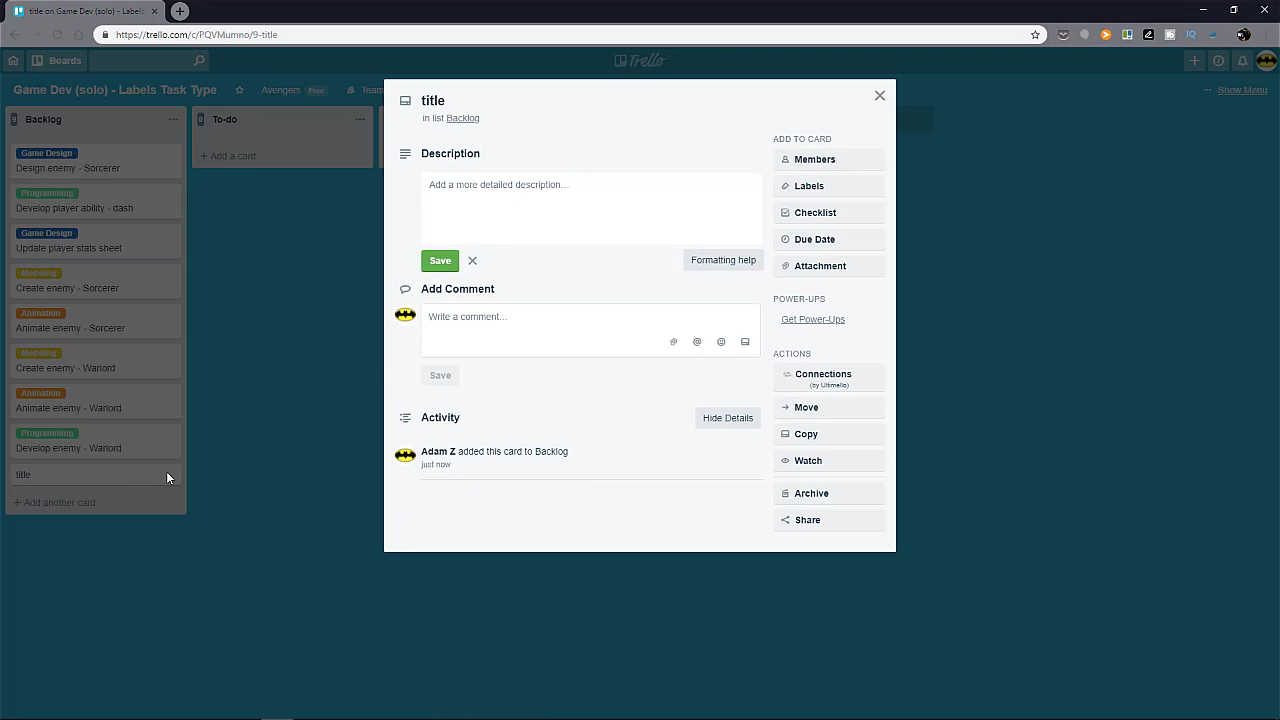 title on Game Dev (solo) - Labels
https://trello.com/c/PQVMumno/9-title
Boards
Trello
Game Dev (solo) - Labels Task Type
Avengers Free
Team
Show Menu
Backlog
Game Design
Design enemy - Sorcerer
Programming
Develop player ability - dash
Game Design
Update player stats sheet
Modeling
Create enemy - Sorcerer
Animation
Animate enemy - Sorcerer
Modeling
Create enemy - Warlord
Animation
Animate enemy - Warlord
Programming
Develop enemy - Warlord
title
+ Add another card
To-do
+ Add a card
title
in list Backlog
Description
Add a more detailed description…
Save
Formatting help
Add Comment
Write a comment…
Save
Activity
Hide Details
Adam Z added this card to Backlog
just now
ADD TO CARD
Members
Labels
Checklist
Due Date
Attachment
POWER-UPS
Get Power-Ups
ACTIONS
Connections
(by Ultimello)
Move
Copy
Watch
Archive
Share